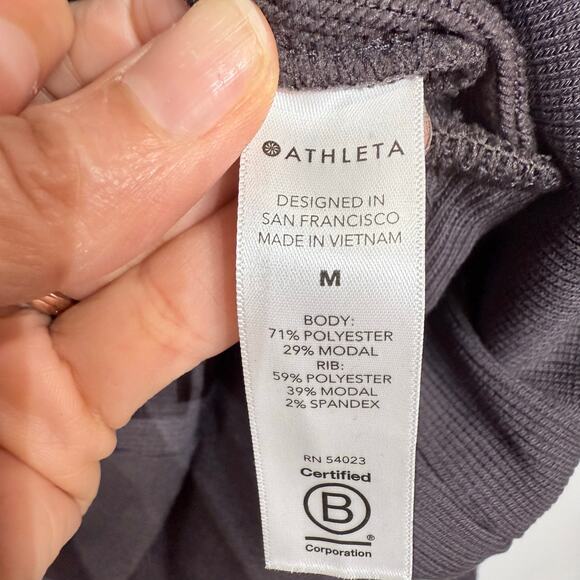 ATHLETA
DESIGNED IN
SAN FRANCISCO
MADE IN VIETNAM
M
BODY:
71% POLYESTER
29% MODAL
RIB:
59% POLYESTER
39% MODAL
2% SPANDEX
RN 54023
Certified
B
®
Corporation